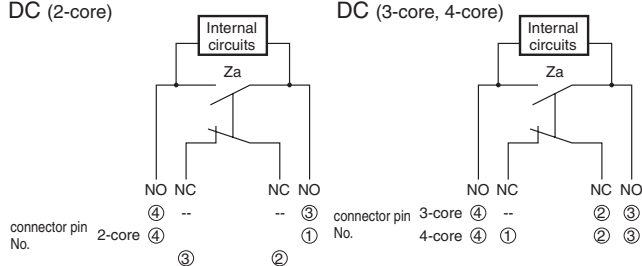 DC (2-core)
Internal
circuits
Za
NO NC NC NO
④ -- -- ③
connector pin
No.
2-core ④ ①
③ ②
DC (3-core, 4-core)
Internal
circuits
Za
NO NC NC NO
connector pin
No.
3-core ④ -- ② ③
4-core ④ ① ② ③